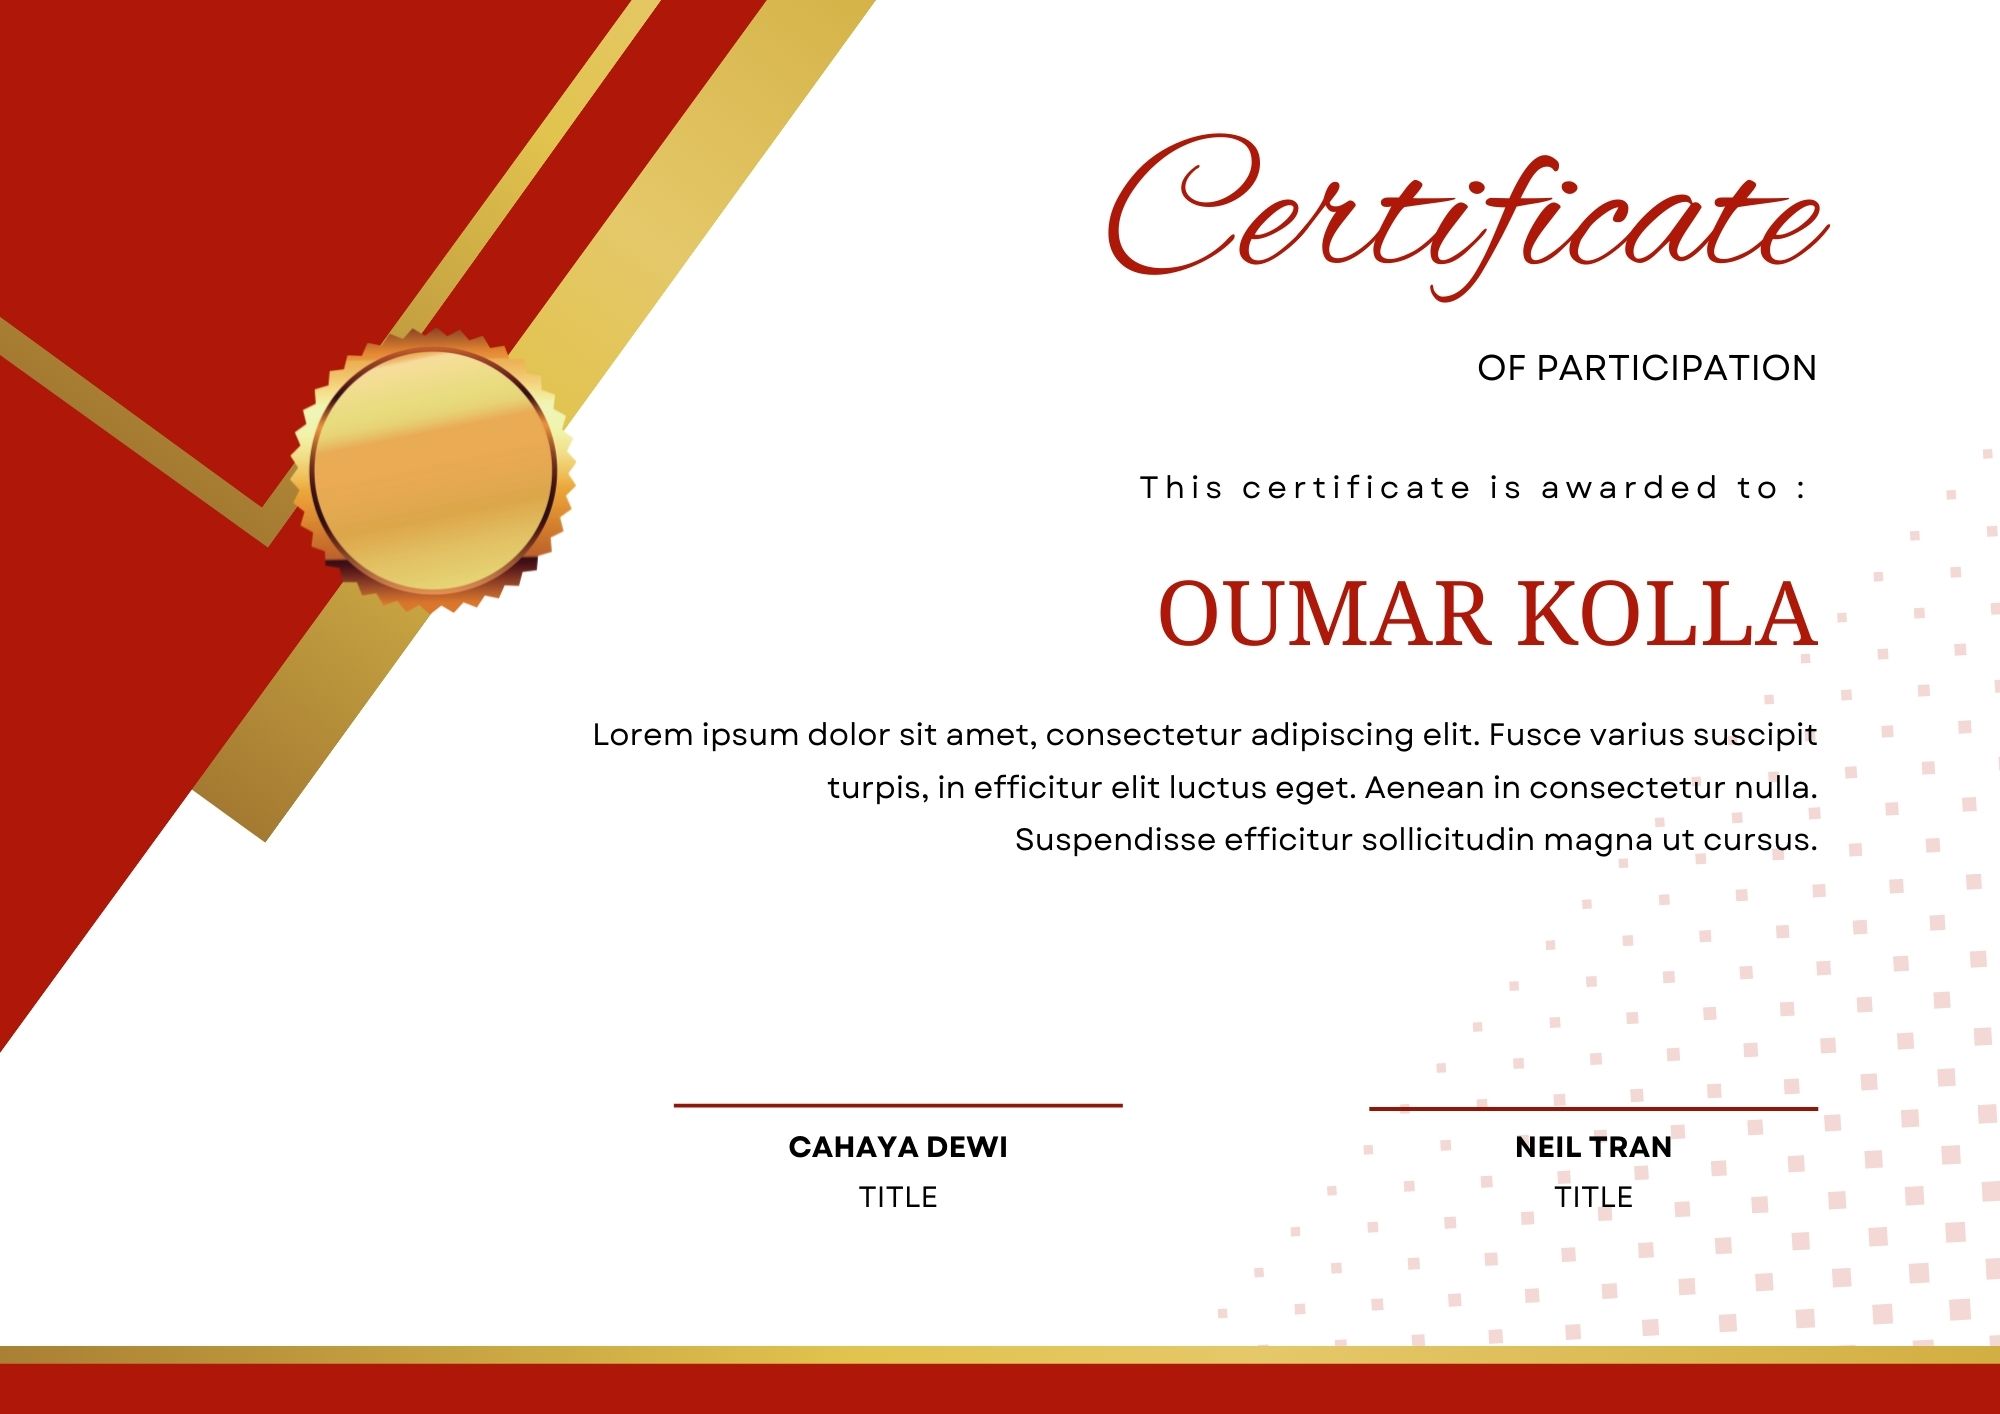 Certificate
OF PARTICIPATION
This certificate is awarded to :
OUMAR KOLLA
Lorem ipsum dolor sit amet, consectetur adipiscing elit. Fusce varius suscipit
turpis, in efficitur elit luctus eget. Aenean in consectetur nulla.
Suspendisse efficitur sollicitudin magna ut cursus.
CAHAYA DEWI
TITLE
NEIL TRAN
TITLE